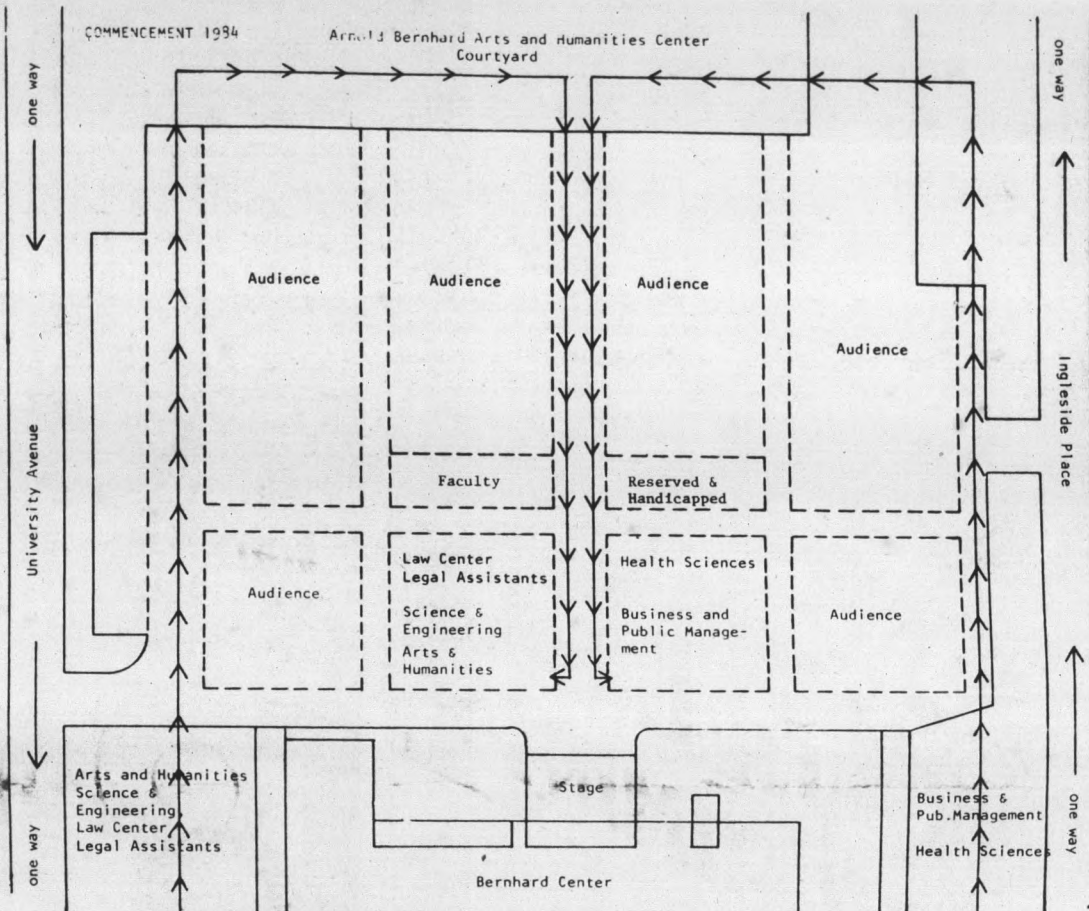 COMMENCEMENT 1984
Arnold Bernhard Arts and Humanities Center
Courtyard
one way
one way
Audience
Audience
Audience
Audience
University Avenue
Ingleside Place
Faculty
Reserved &
Handicapped
Audience
Law Center
Legal Assistants
Science &
Engineering
Arts &
Humanities
Health Sciences
Business and
Public Manage-
ment
Audience
Arts and Humanities
Science &
Engineering
Law Center
Legal Assistants
Stage
Business &
Pub.Management
Health Sciences
one way
one way
Bernhard Center